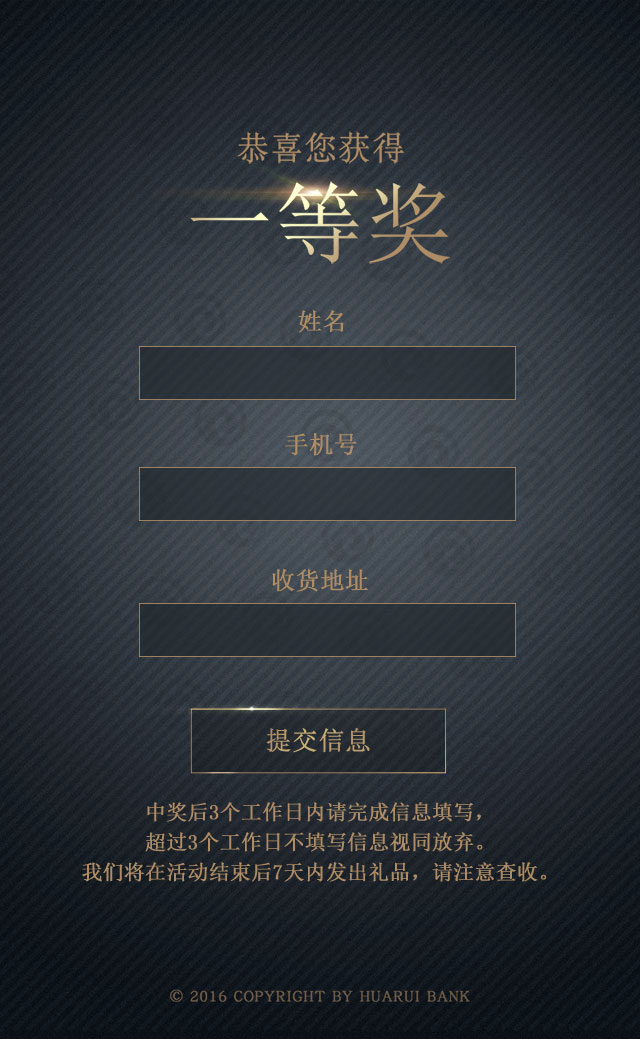 恭喜您获得
一等奖
姓名
手机号
收货地址
提交信息
中奖后3个工作日内请完成信息填写，
超过3个工作日不填写信息视同放弃。
我们将在活动结束后7天内发出礼品，请注意查收。
© 2016 COPYRIGHT BY HUARUI BANK